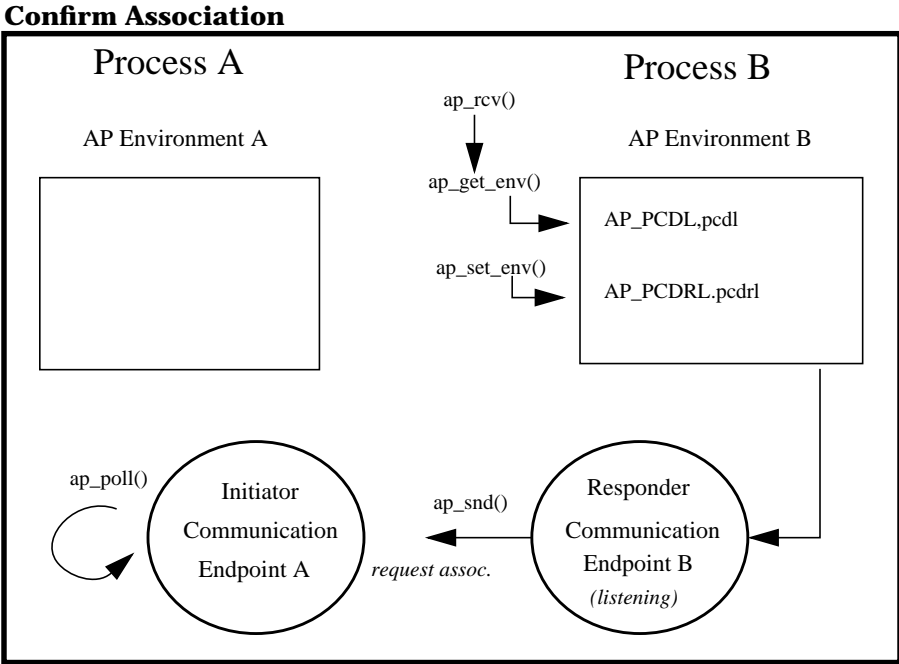 Confirm Association
Process A
Process B
ap_rcv()
AP Environment A
AP Environment B
ap_get_env()
AP_PCDL,pcdl
ap_set_env()
AP_PCDRL.pcdrl
ap_poll()
Initiator
Communication
Endpoint A
ap_snd()
request assoc.
Responder
Communication
Endpoint B
(listening)